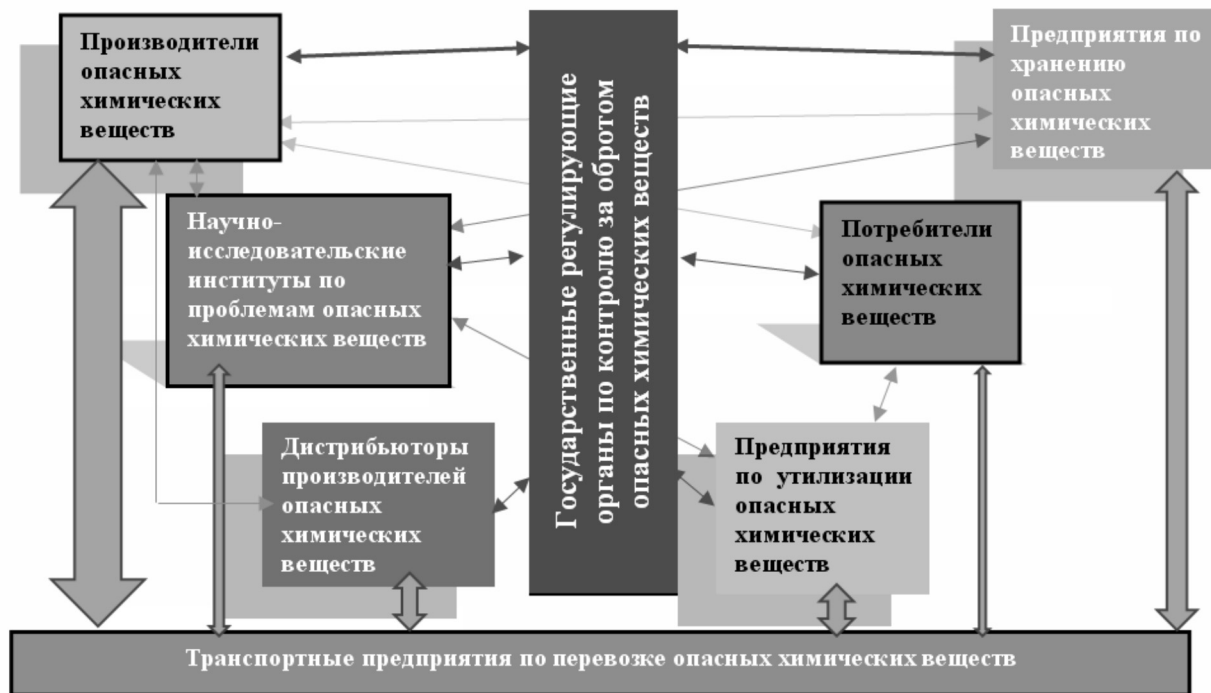 Производители
опасных
химических
веществ
Государственные регулирующие
органы по контролю за обротом
опасных химических веществ
Предприятия по
хранению
опасных
химических
веществ
Научно-
исследовательские
институты по
проблемам опасных
химических веществ
Потребители
опасных
химических
веществ
Дистрибьюторы
производителей
опасных
химических
веществ
Предприятия
по утилизации
опасных
химических
веществ
Транспортные предприятия по перевозке опасных химических веществ